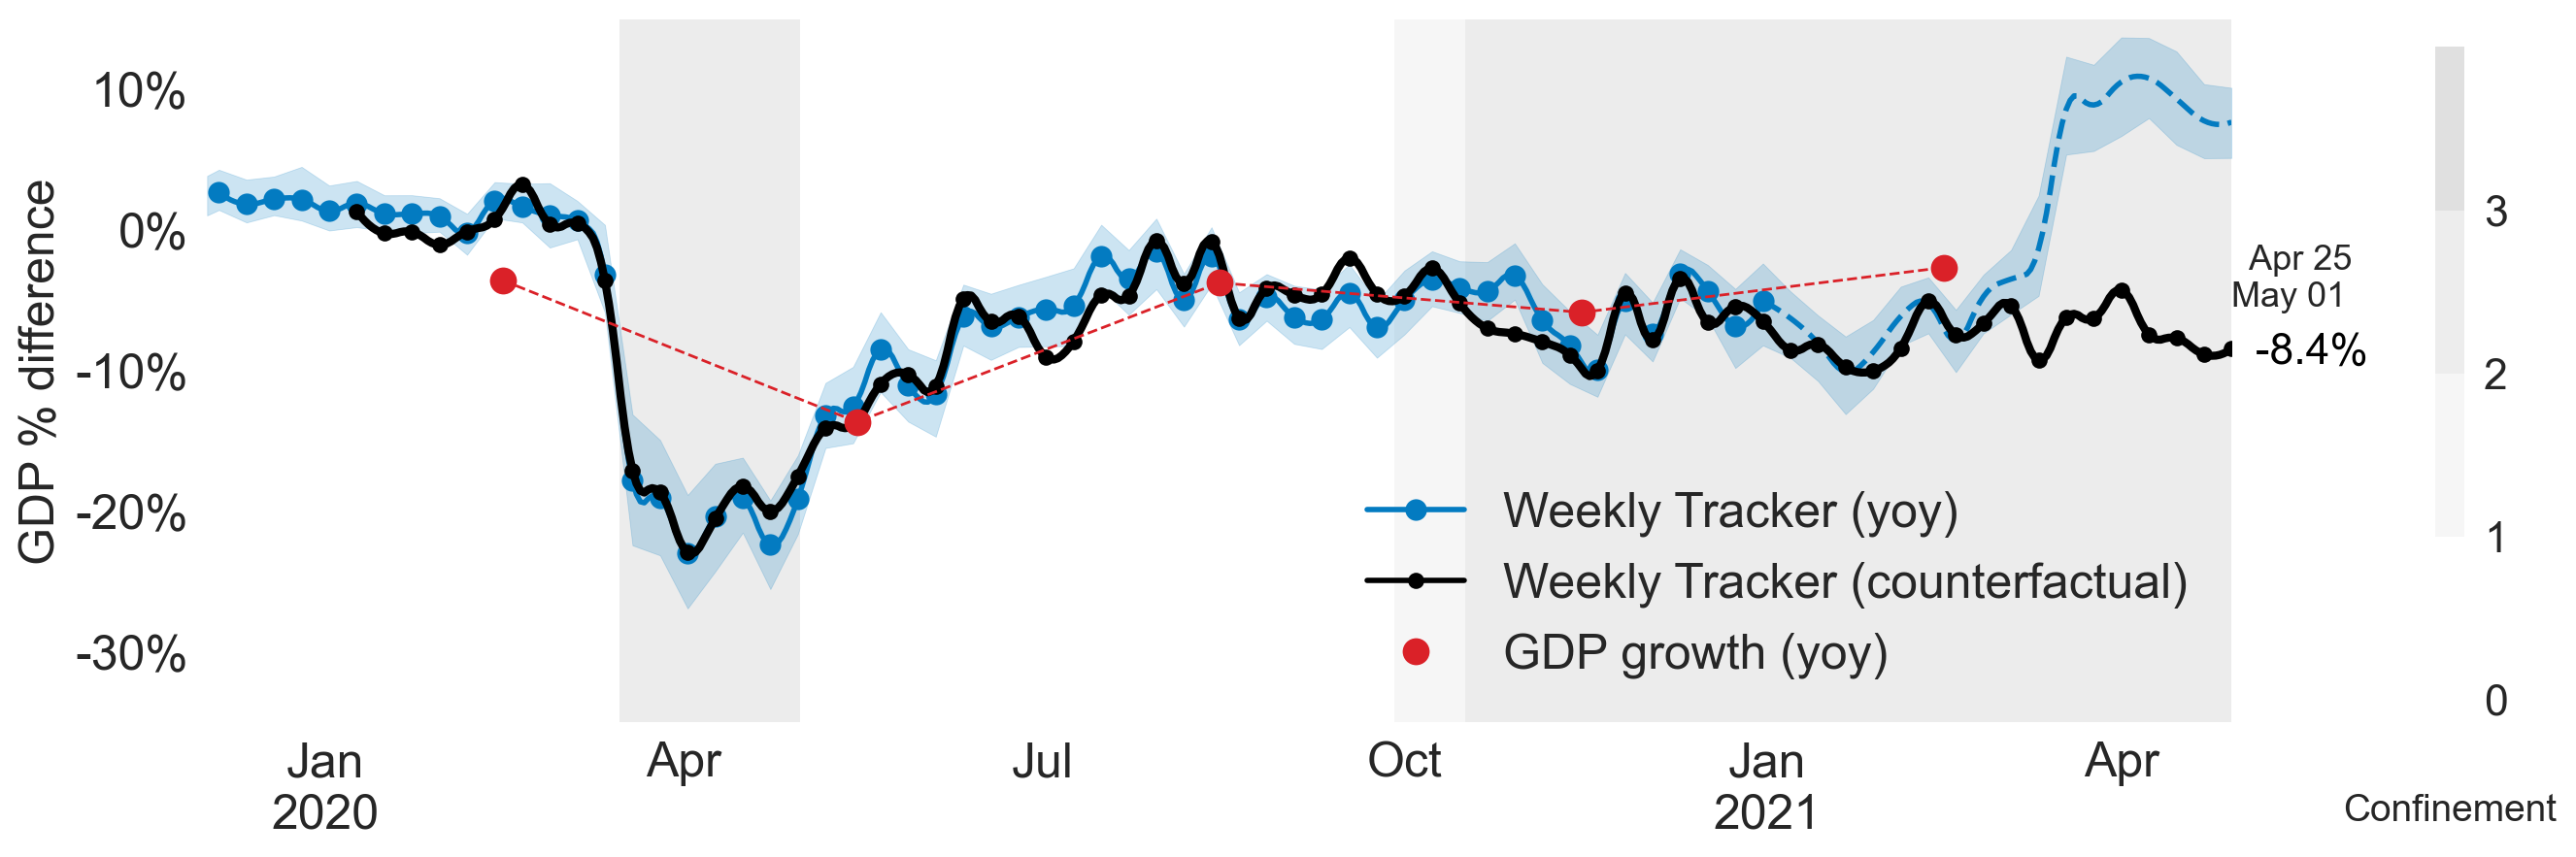 GDP % difference
10%
0%
-10%
-20%
-30%
Jan
2020
Apr
Jul
Oct
Jan
2021
Apr
Weekly Tracker (yoy)
Weekly Tracker (counterfactual)
GDP growth (yoy)
Apr 25
May 01
-8.4%
3
2
1
0
Confinement